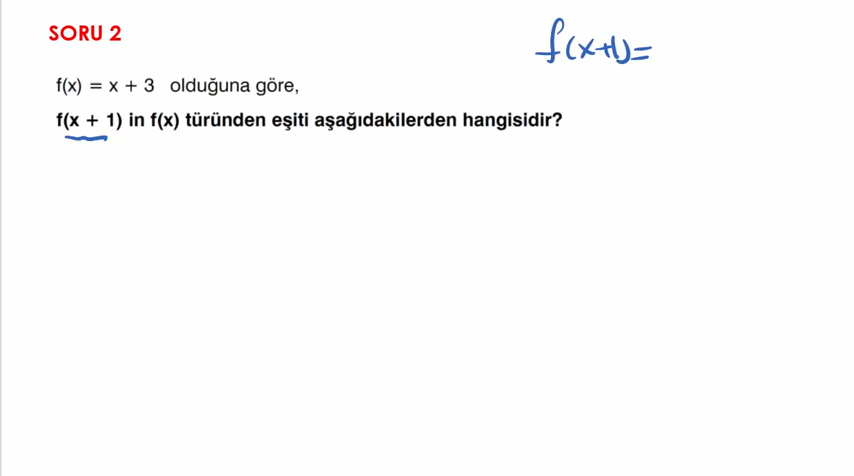 SORU 2
f(x+1)=
f(x) = x + 3 olduğuna göre,
f(x + 1) in f(x) türünden eşiti aşağıdakilerden hangisidir?